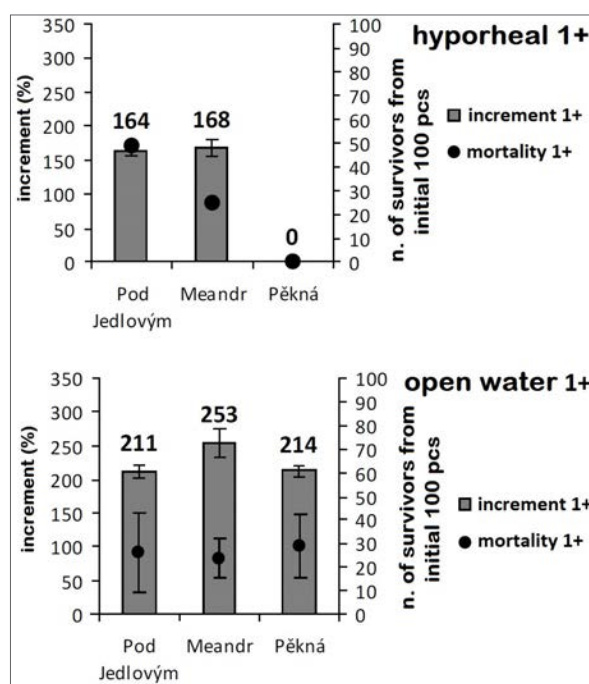 hyporheal 1+
increment (%)
350
300
250
200
150
100
50
0
164
168
0
100
90
80
70
60
50
40
30
20
10
0
n. of survivors from
initial 100 pcs
increment 1+
mortality 1+
Pod
Jedlovým
Meandr
Pěkná
open water 1+
increment (%)
350
300
250
200
150
100
50
0
211
253
214
100
90
80
70
60
50
40
30
20
10
0
n. of survivors from
initial 100 pcs
increment 1+
mortality 1+
Pod
Jedlovým
Meandr
Pěkná